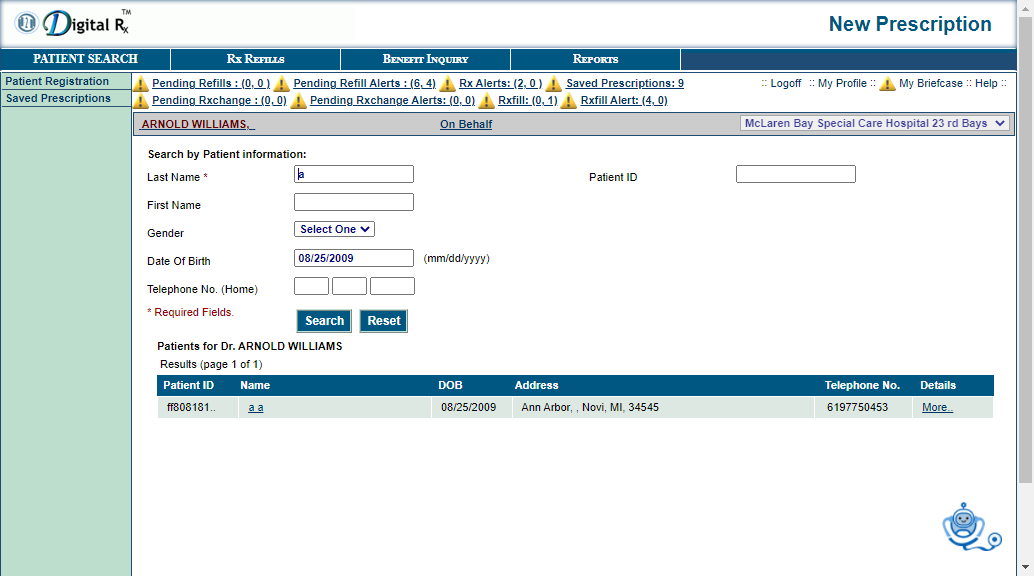 Digital Rx TM
New Prescription
PATIENT SEARCH RX REFILLS BENEFIT INQUIRY REPORTS
Patient Registration
Saved Prescriptions
Pending Refills : (0, 0 ) Pending Refill Alerts : (6, 4) Rx Alerts: (2, 0 ) Saved Prescriptions: 9 :: Logoff :: My Profile :: My Briefcase :: Help ::
Pending Rxchange : (0, 0) Pending Rxchange Alerts: (0, 0) Rxfill: (0, 1) Rxfill Alert: (4, 0)
ARNOLD WILLIAMS, On Behalf McLaren Bay Special Care Hospital 23 rd Bays
Search by Patient information:
Last Name * a Patient ID
First Name
Gender Select One
Date Of Birth 08/25/2009 (mm/dd/yyyy)
Telephone No. (Home)
* Required Fields.
Search Reset
Patients for Dr. ARNOLD WILLIAMS
Results (page 1 of 1)
Patient ID Name DOB Address Telephone No. Details
ff808181.. a a 08/25/2009 Ann Arbor, , Novi, MI, 34545 6197750453 More..